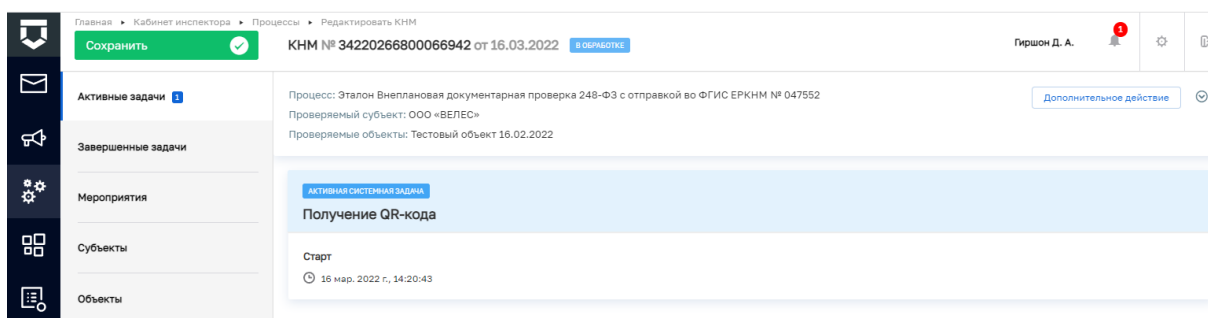 Главная ▸ Кабинет инспектора ▸ Процессы ▸ Редактировать КНМ
Сохранить
КНМ № 34220266800066942 от 16.03.2022 В ОБРАБОТКЕ
Гиршон Д. А.
1
Активные задачи 1
Завершенные задачи
Мероприятия
Субъекты
Объекты
Процесс: Эталон Внеплановая документарная проверка 248-ФЗ с отправкой во ФГИС ЕРКНМ № 047552
Проверяемый субъект: ООО «ВЕЛЕС»
Проверяемые объекты: Тестовый объект 16.02.2022
Дополнительное действие
АКТИВНАЯ СИСТЕМНАЯ ЗАДАЧА
Получение QR-кода
Старт
16 мар. 2022 г., 14:20:43